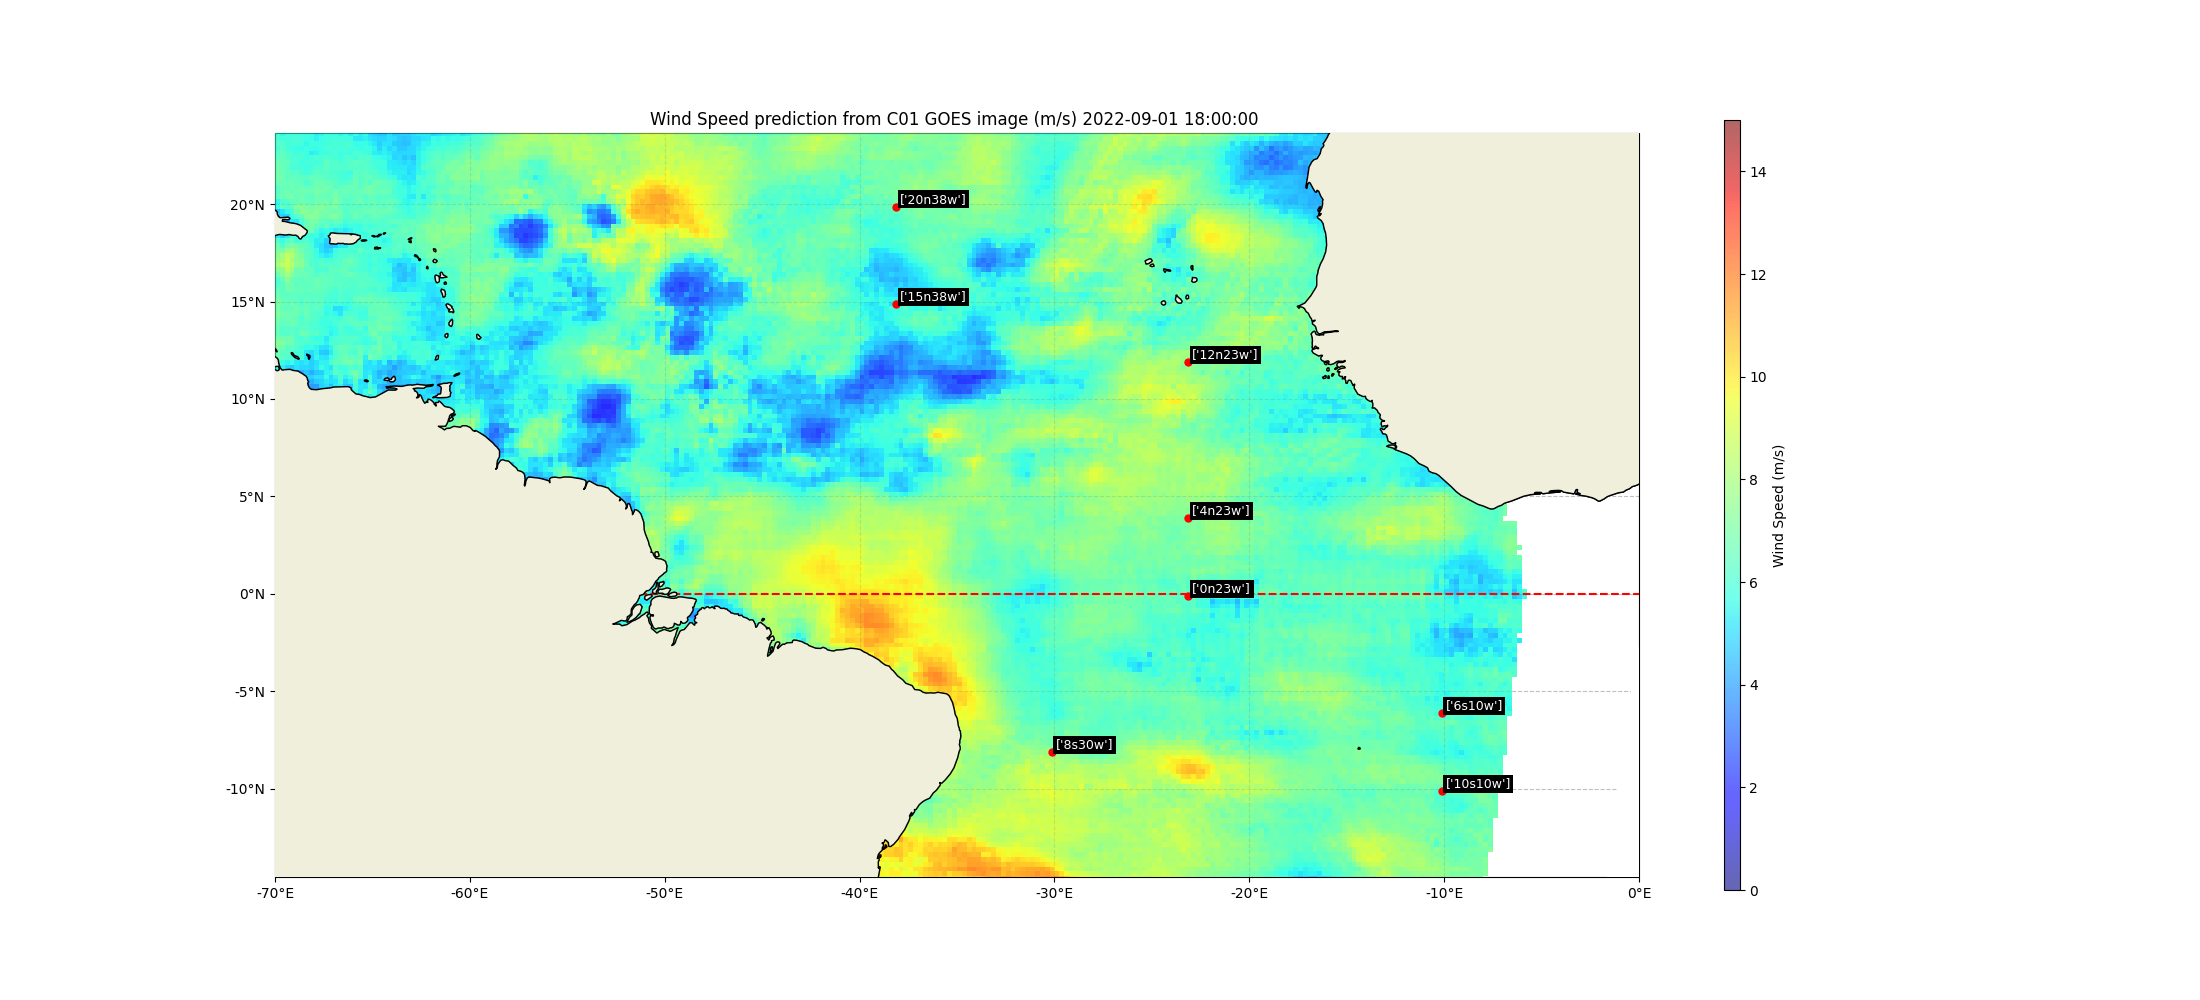 Wind Speed prediction from C01 GOES image (m/s) 2022-09-01 18:00:00
14
20°N
['20n38w']
12
15°N
['15n38w']
['12n23w']
10
10°N
Wind Speed (m/s)
8
5°N
['4n23w']
6
0°N
['0n23w']
4
-5°N
['6s10w']
['8s30w']
2
-10°N
['10s10w']
0
-70°E
-60°E
-50°E
-40°E
-30°E
-20°E
-10°E
0°E